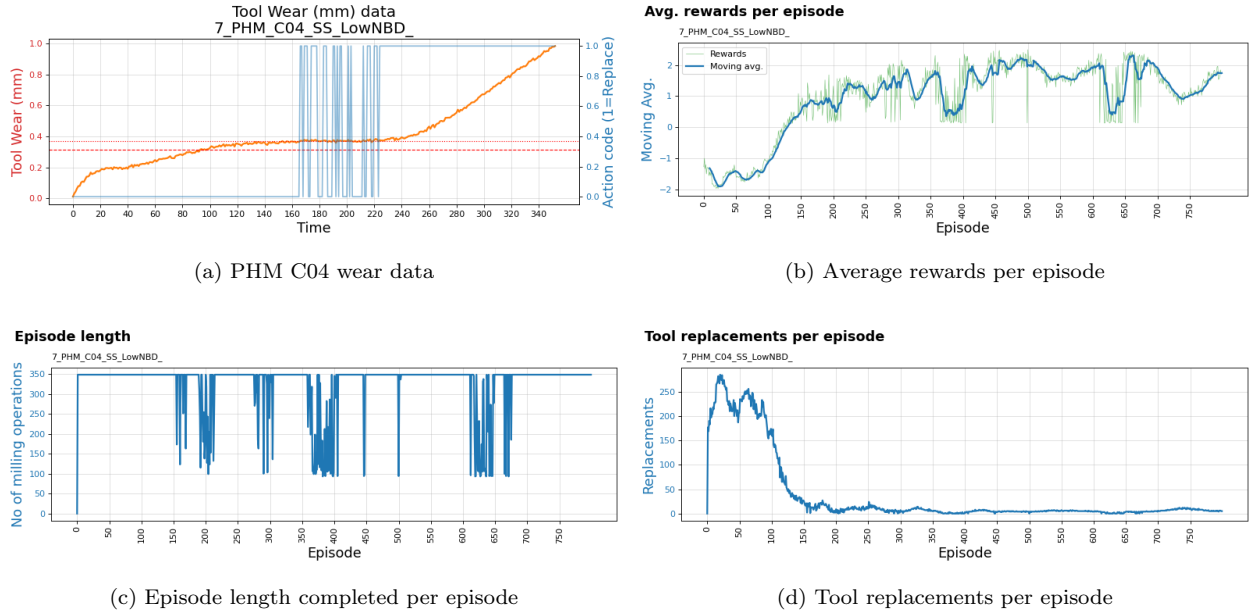 Tool Wear (mm) data
7_PHM_C04_SS_LowNBD_
Tool Wear (mm)
1.0
0.8
0.6
0.4
0.2
0.0
1.0
0.8
0.6
0.4
0.2
0.0
Action code (1=Replace)
0 20 40 60 80 100 120 140 160 180 200 220 240 260 280 300 320 340
Time
(a) PHM C04 wear data
Avg. rewards per episode
7_PHM_C04_SS_LowNBD_
Rewards
Moving avg.
Moving Avg.
2
1
0
−1
−2
0 50 100 150 200 250 300 350 400 450 500 550 600 650 700 750
Episode
(b) Average rewards per episode
Episode length
7_PHM_C04_SS_LowNBD_
No of milling operations
350
300
250
200
150
100
50
0
0 50 100 150 200 250 300 350 400 450 500 550 600 650 700 750
Episode
(c) Episode length completed per episode
Tool replacements per episode
7_PHM_C04_SS_LowNBD_
Replacements
250
200
150
100
50
0
0 50 100 150 200 250 300 350 400 450 500 550 600 650 700 750
Episode
(d) Tool replacements per episode